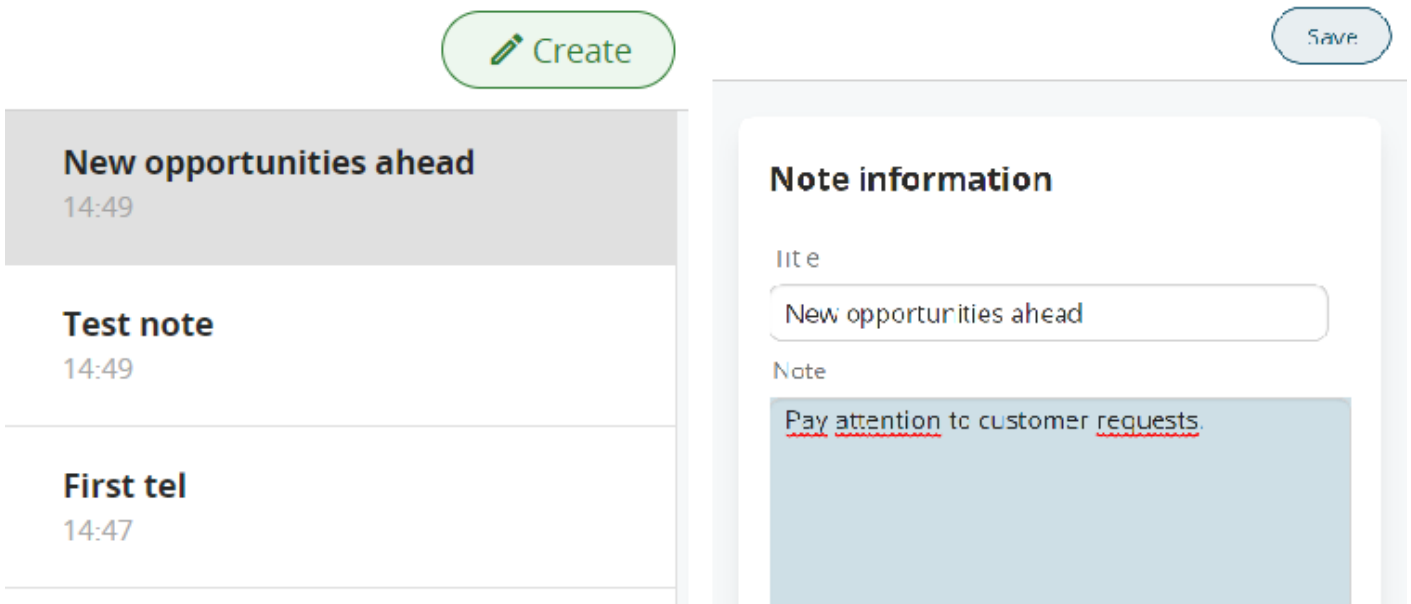 Create
New opportunities ahead
14:49
Test note
14:49
First tel
14:47
Save
Note information
Title
New opportunities ahead
Note
Pay attention to customer requests.